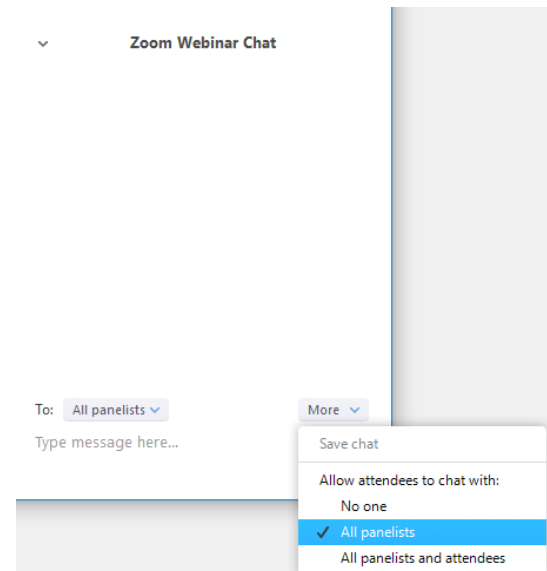 Zoom Webinar Chat
To: All panelists More
Type message here...
Save chat
Allow attendees to chat with:
No one
All panelists
All panelists and attendees